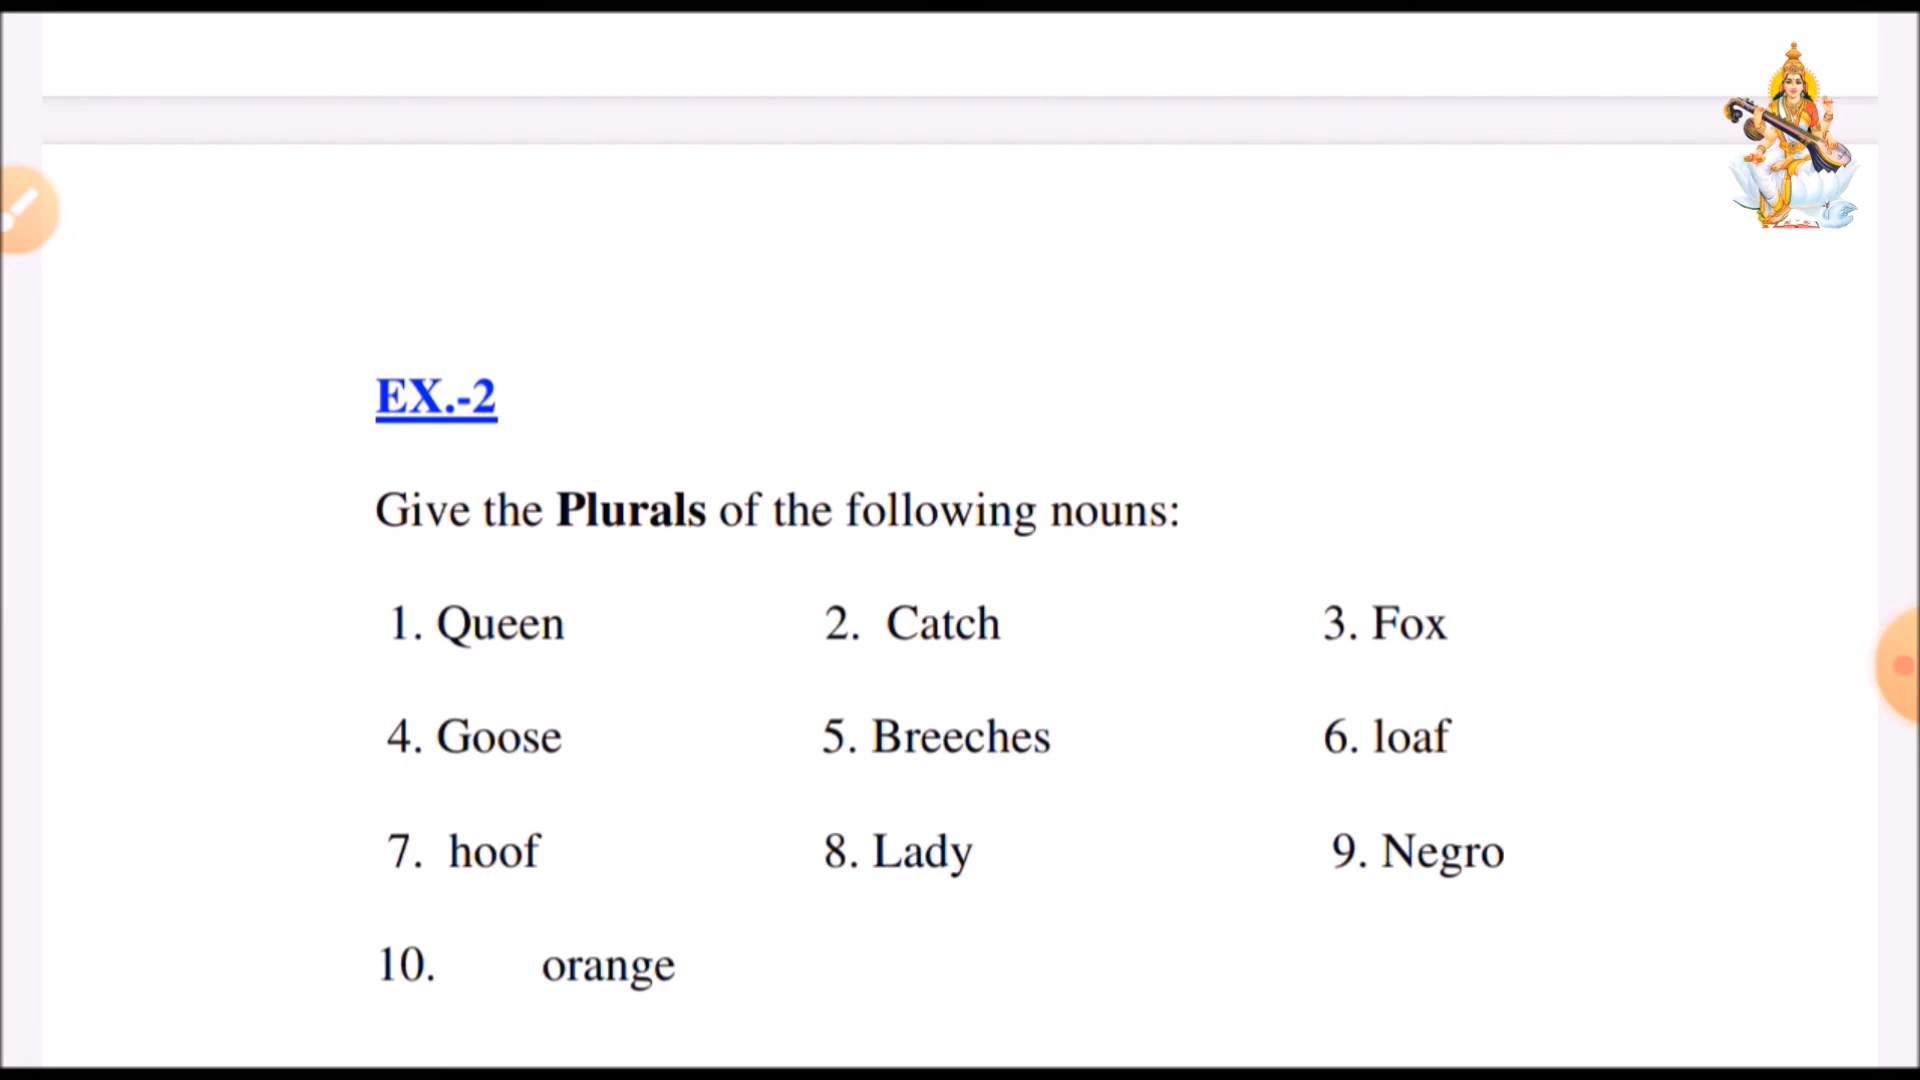 EX.-2
Give the Plurals of the following nouns:
1. Queen 2. Catch 3. Fox
4. Goose 5. Breeches 6. loaf
7. hoof 8. Lady 9. Negro
10. orange